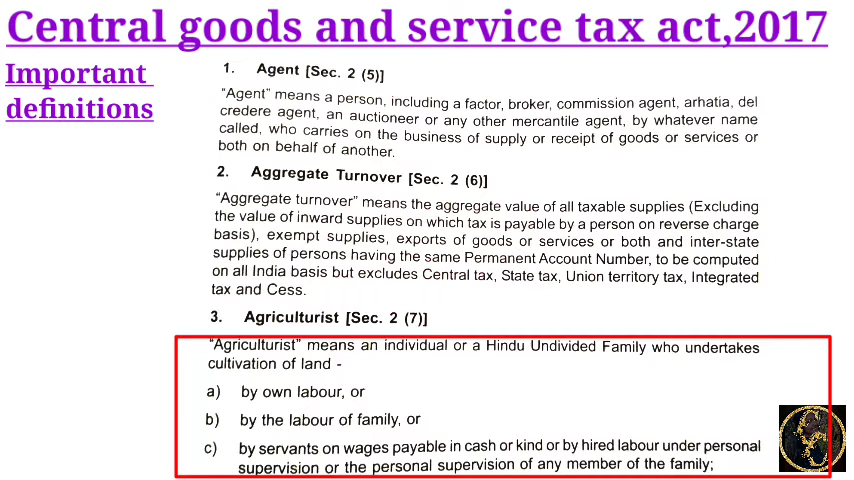 Central goods and service tax act,2017
Important
definitions
1. Agent [Sec. 2 (5)]
"Agent" means a person, including a factor, broker, commission agent, arhatia, del
credere agent, an auctioneer or any other mercantile agent, by whatever name
called, who carries on the business of supply or receipt of goods or services or
both on behalf of another.
2. Aggregate Turnover [Sec. 2 (6)]
"Aggregate turnover" means the aggregate value of all taxable supplies (Excluding
the value of inward supplies on which tax is payable by a person on reverse charge
basis), exempt supplies, exports of goods or services or both and inter-state
supplies of persons having the same Permanent Account Number, to be computed
on all India basis but excludes Central tax, State tax, Union territory tax, Integrated
tax and Cess.
3. Agriculturist [Sec. 2 (7)]
"Agriculturist" means an individual or a Hindu Undivided Family who undertakes
cultivation of land -
a) by own labour, or
b) by the labour of family, or
c) by servants on wages payable in cash or kind or by hired labour under personal
supervision or the personal supervision of any member of the family;